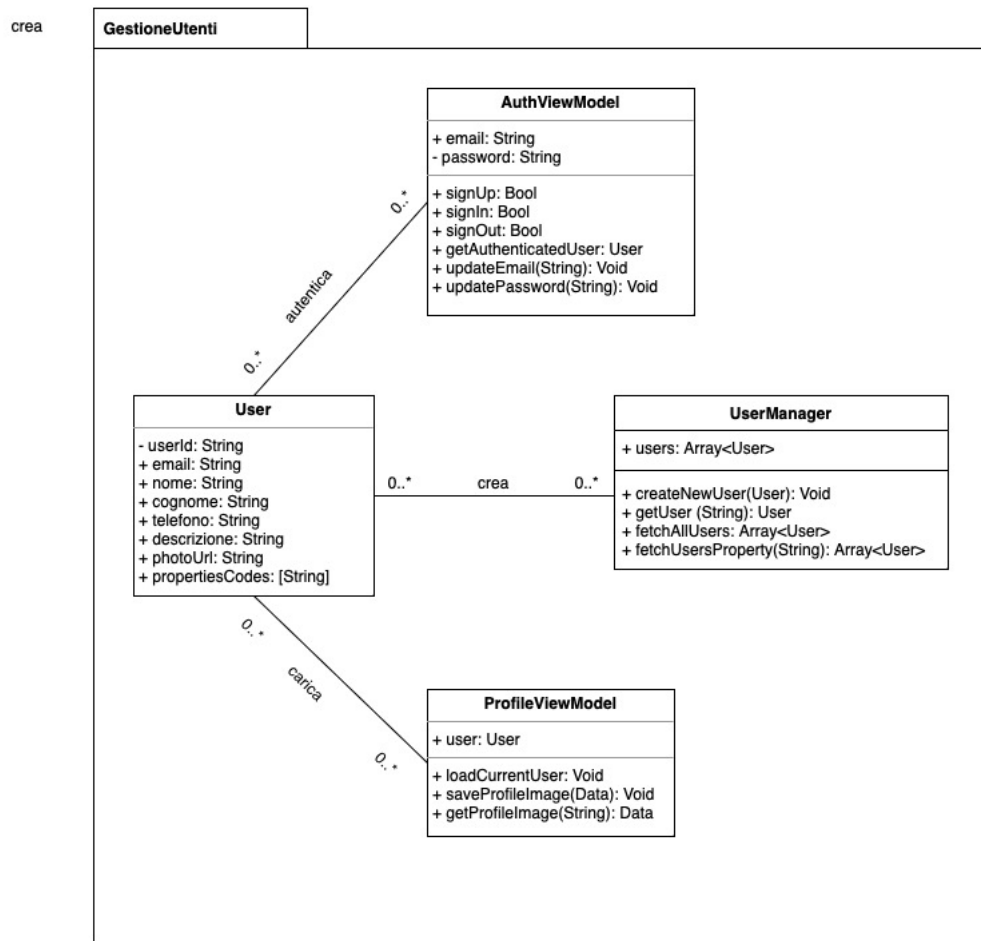 crea
GestioneUtenti
AuthViewModel
+ email: String
- password: String
+ signUp: Bool
+ signIn: Bool
+ signOut: Bool
+ getAuthenticatedUser: User
+ updateEmail(String): Void
+ updatePassword(String): Void
0..*
autentica
0..*
User
- userId: String
+ email: String
+ nome: String
+ cognome: String
+ telefono: String
+ descrizione: String
+ photoUrl: String
+ propertiesCodes: [String]
0..* crea 0..*
UserManager
+ users: Array<User>
+ createNewUser(User): Void
+ getUser (String): User
+ fetchAllUsers: Array<User>
+ fetchUsersProperty(String): Array<User>
0..*
carica
0..*
ProfileViewModel
+ user: User
+ loadCurrentUser: Void
+ saveProfileImage(Data): Void
+ getProfileImage(String): Data